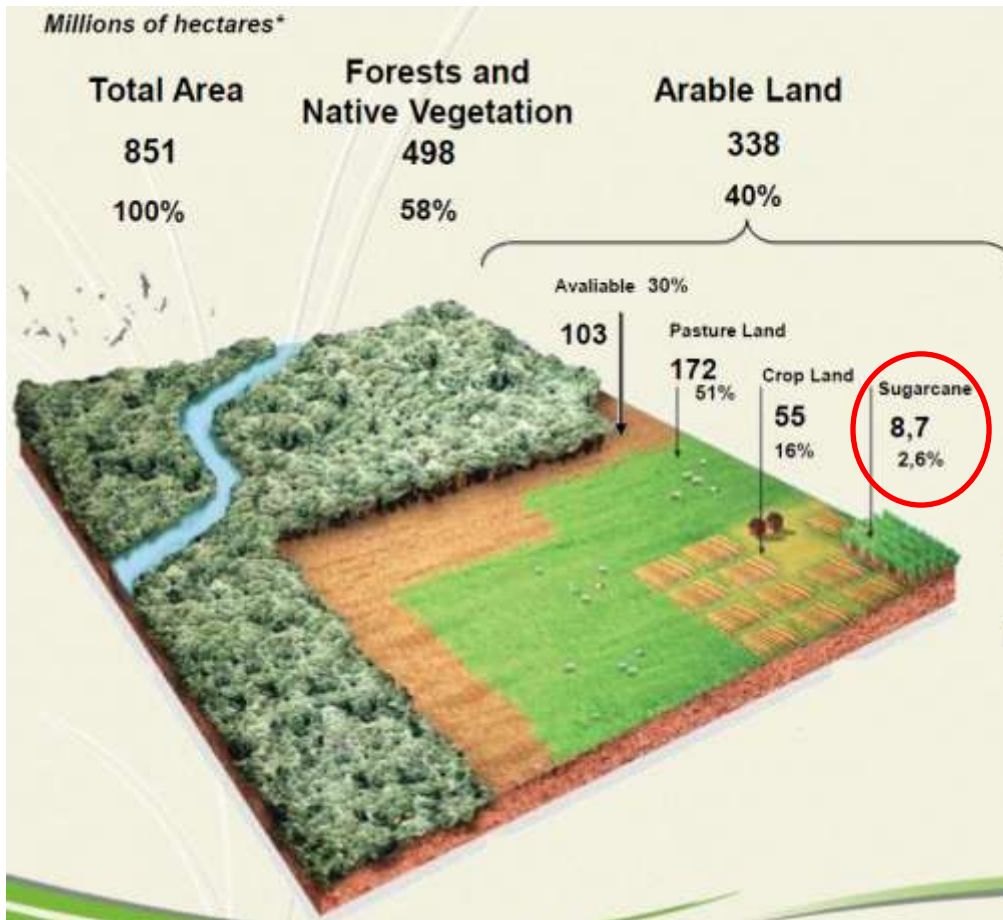 Millions of hectares*
Total Area
851
100%
Forests and
Native Vegetation
498
58%
Arable Land
338
40%
Avaliable 30%
103
Pasture Land
172
51%
Crop Land
55
16%
Sugarcane
8,7
2,6%